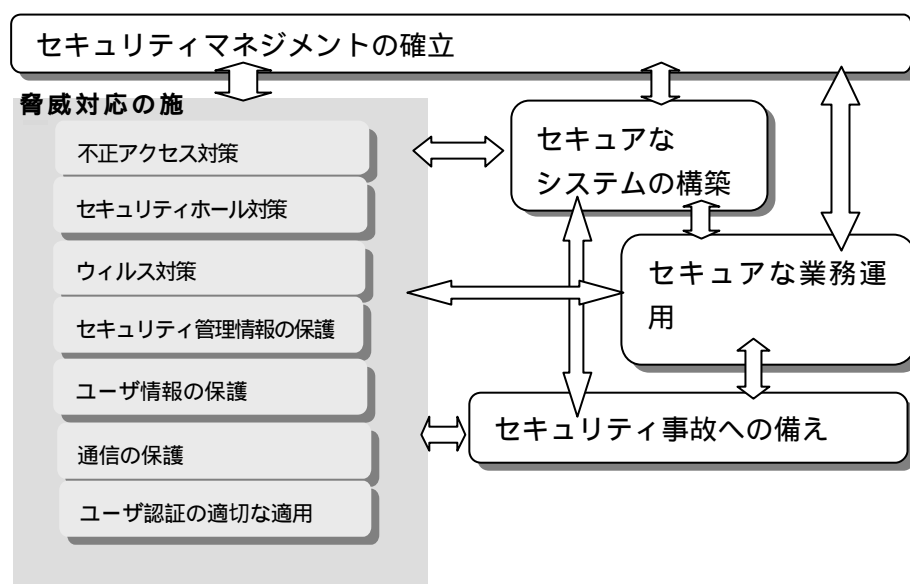 セキュリティマネジメントの確立
脅威対応の施
不正アクセス対策
セキュリティホール対策
ウィルス対策
セキュリティ管理情報の保護
ユーザ情報の保護
通信の保護
ユーザ認証の適切な適用
セキュアな
システムの構築
セキュアな業務運
用
セキュリティ事故への備え